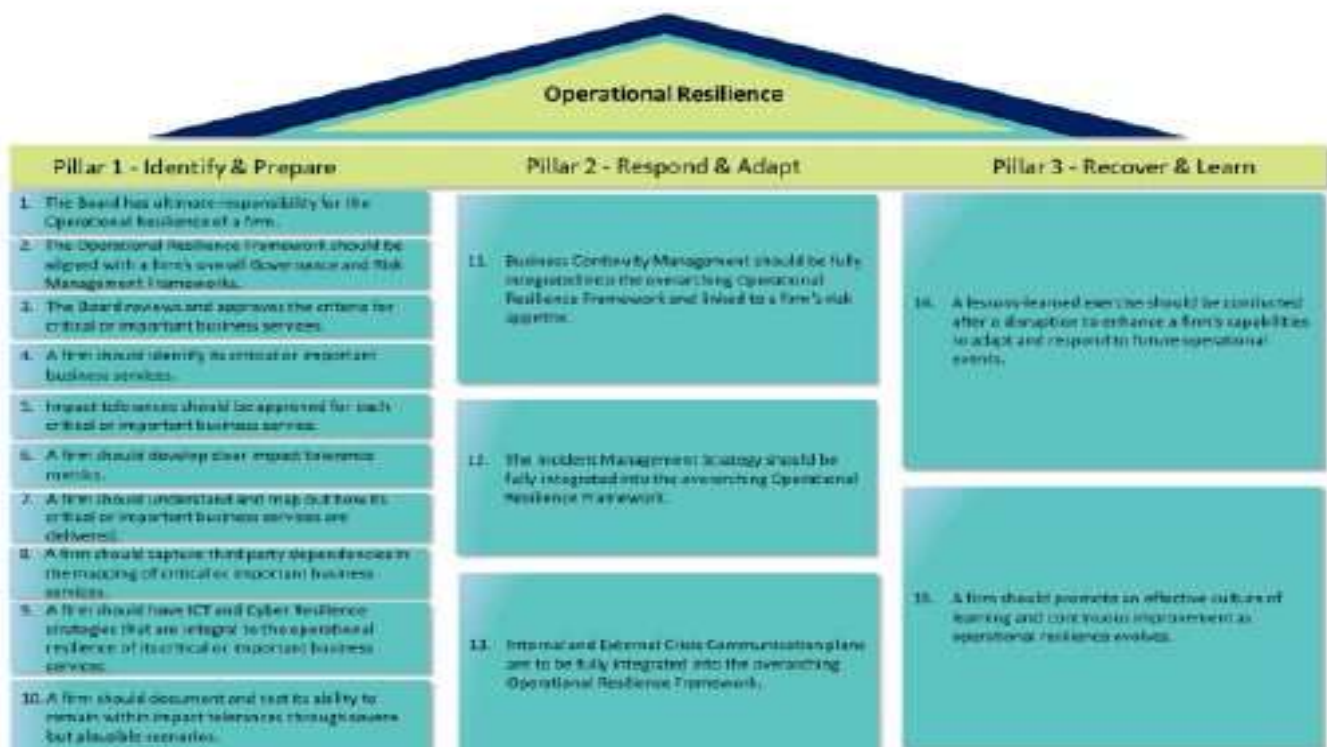 Operational Resilience
Pillar 1 - Identify & Prepare
1. The Board has ultimate responsibility for the
Operational Resilience of a firm.
2. The Operational Resilience Framework should be
aligned with a firm's overall Governance and Risk
Management Frameworks.
3. The Board reviews and approves the criteria for
critical or important business services.
4. A firm should identify its critical or important
business services.
5. Impact tolerances should be approved for each
critical or important business service.
6. A firm should develop clear impact tolerance
metrics.
7. A firm should understand and map out how its
critical or important business services are
delivered.
8. A firm should capture third party dependencies in
the mapping of critical or important business
services.
9. A firm should have ICT and Cyber Resilience
strategies that are integral to the operational
resilience of its critical or important business
services.
10. A firm should document and test its ability to
remain within impact tolerances through severe
but plausible scenarios.
Pillar 2 - Respond & Adapt
11. Business Continuity Management should be fully
integrated into the overarching Operational
Resilience Framework and linked to a firm's risk
appetite.
12. The Incident Management Strategy should be
fully integrated into the overarching Operational
Resilience Framework.
13. Internal and External Crisis Communication plans
are to be fully integrated into the overarching
Operational Resilience Framework.
Pillar 3 - Recover & Learn
14. A lessons-learned exercise should be conducted
after a disruption to enhance a firm's capabilities
to adapt and respond to future operational
events.
15. A firm should promote an effective culture of
learning and continuous improvement as
operational resilience evolves.